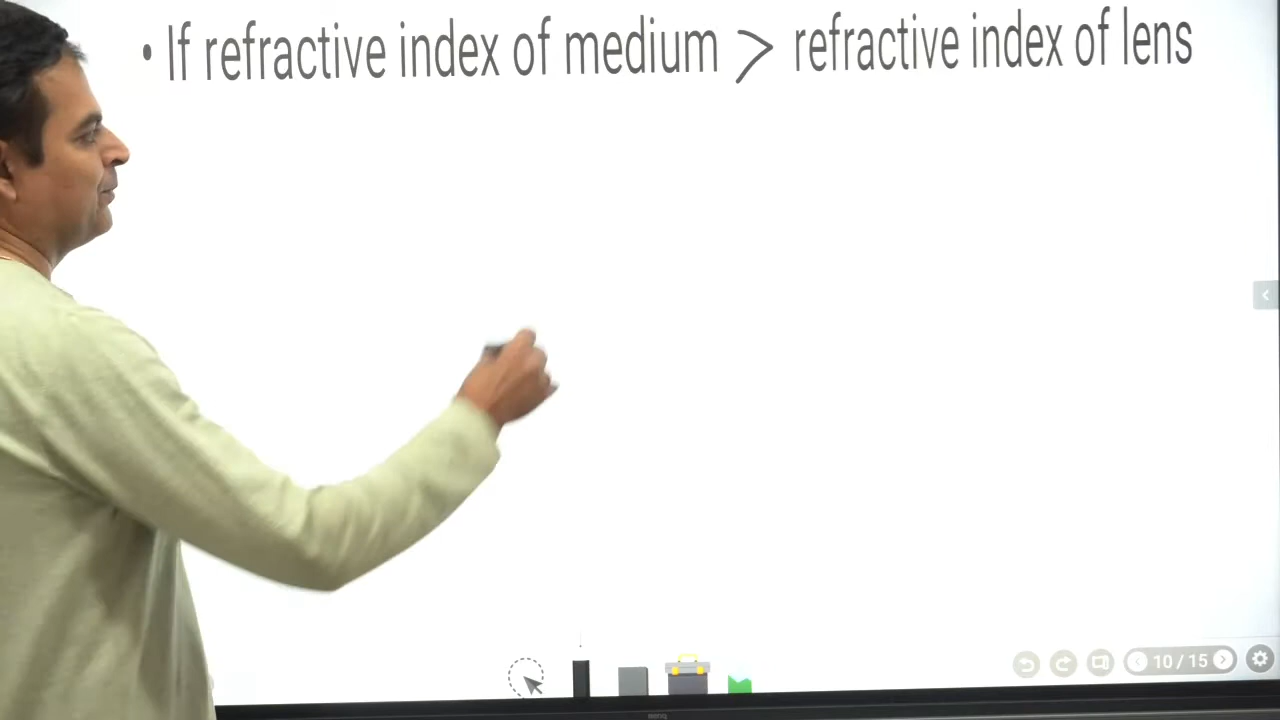 • If refractive index of medium > refractive index of lens
10 / 15